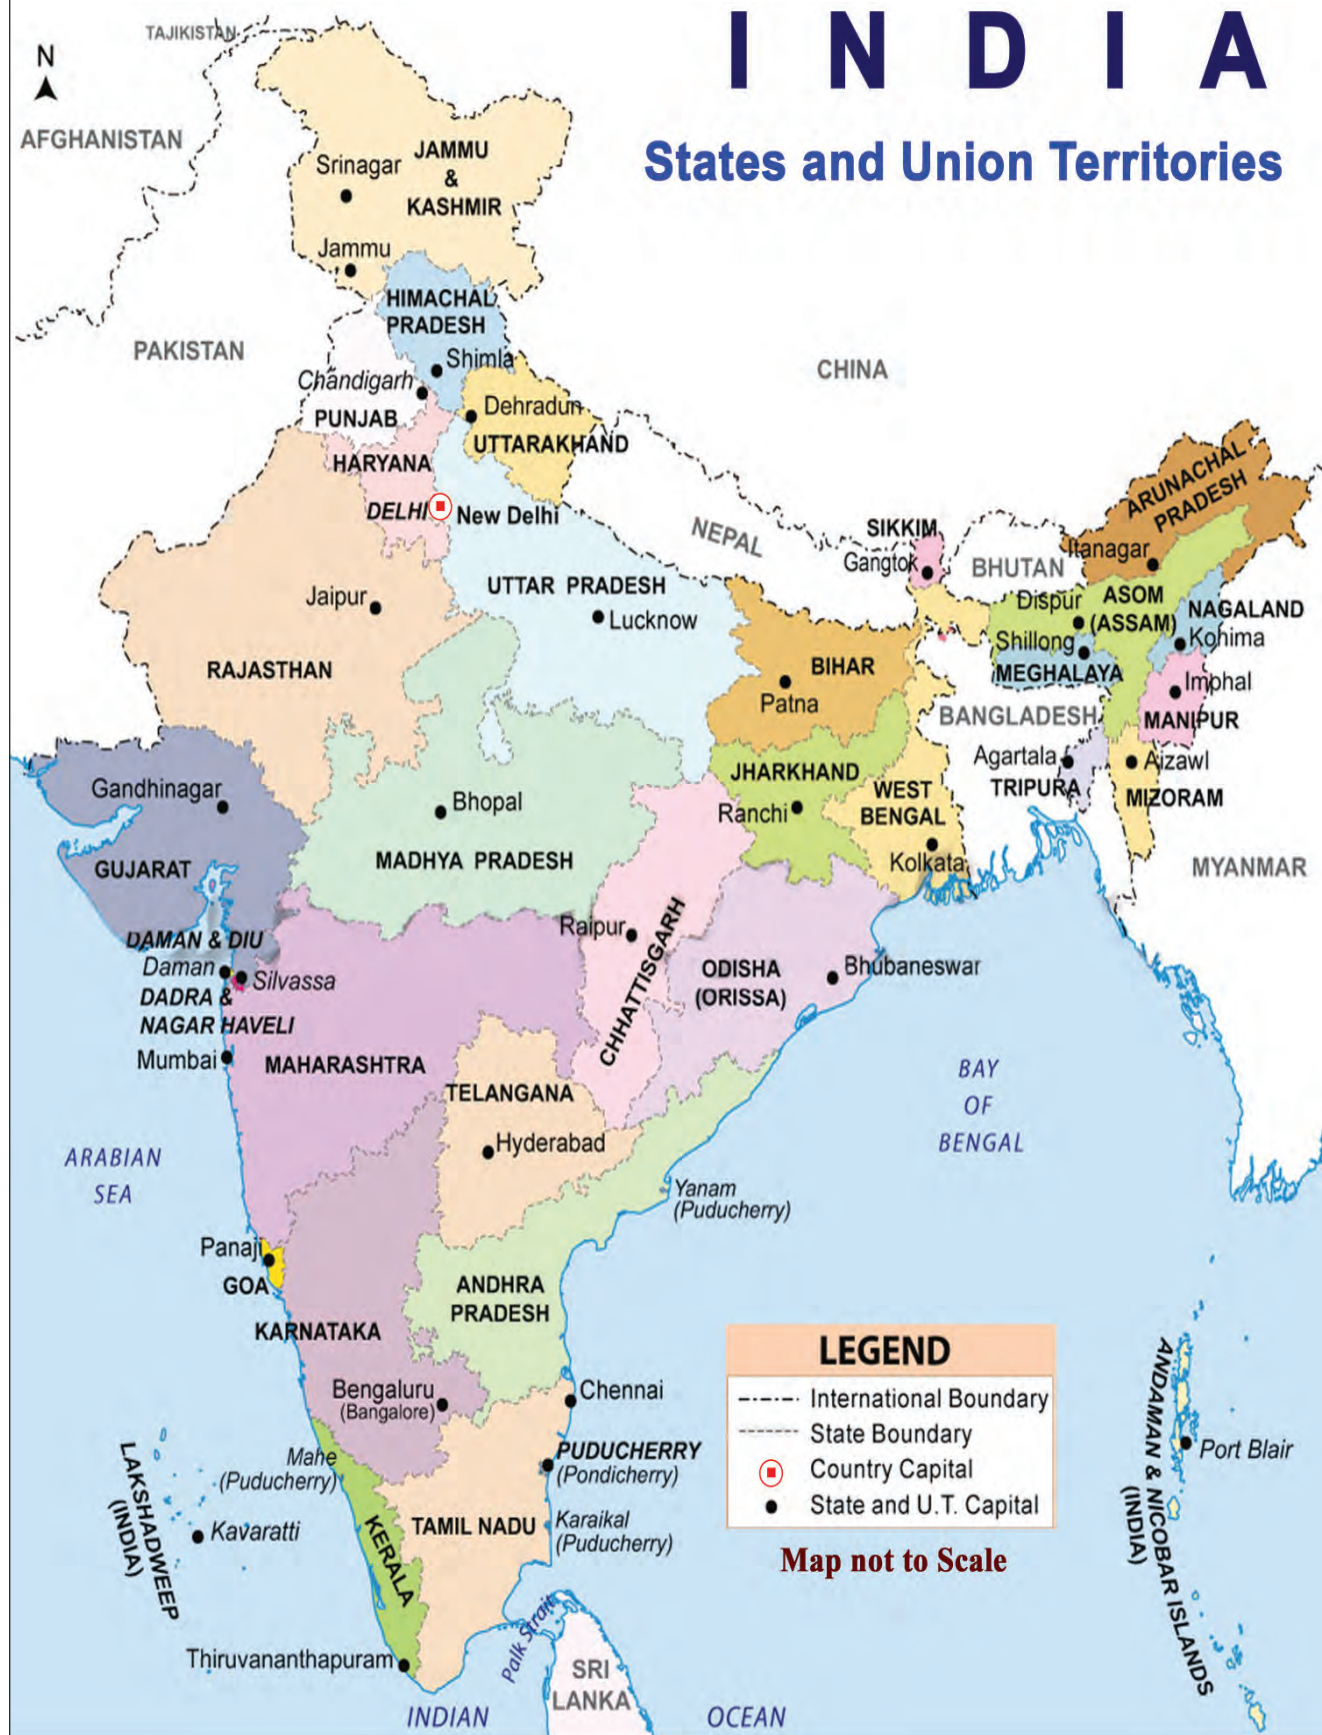 I N D I A
States and Union Territories
N
TAJIKISTAN
AFGHANISTAN
PAKISTAN
CHINA
NEPAL
BHUTAN
BANGLADESH
MYANMAR
SRI
LANKA
JAMMU
&
KASHMIR
Srinagar
Jammu
HIMACHAL
PRADESH
Shimla
Chandigarh
PUNJAB
Dehradun
UTTARAKHAND
HARYANA
DELHI
New Delhi
UTTAR PRADESH
Lucknow
Jaipur
RAJASTHAN
SIKKIM
Gangtok
ARUNACHAL
PRADESH
Itanagar
Dispur
ASOM
(ASSAM)
NAGALAND
Kohima
Shillong
MEGHALAYA
Imphal
MANIPUR
Agartala
TRIPURA
Aizawl
MIZORAM
BIHAR
Patna
JHARKHAND
Ranchi
WEST
BENGAL
Kolkata
Gandhinagar
GUJARAT
Bhopal
MADHYA PRADESH
Raipur
CHHATTISGARH
ODISHA
(ORISSA)
Bhubaneswar
DAMAN & DIU
Daman
Silvassa
DADRA &
NAGAR HAVELI
Mumbai
MAHARASHTRA
TELANGANA
Hyderabad
Yanam
(Puducherry)
ARABIAN
SEA
BAY
OF
BENGAL
Panaji
GOA
KARNATAKA
ANDHRA
PRADESH
Bengaluru
(Bangalore)
Chennai
PUDUCHERRY
(Pondicherry)
Mahe
(Puducherry)
Karaikal
(Puducherry)
TAMIL NADU
KERALA
Thiruvananthapuram
LAKSHADWEEP
(INDIA)
Kavaratti
Palk Strait
INDIAN OCEAN
ANDAMAN & NICOBAR ISLANDS
(INDIA)
Port Blair
LEGEND
International Boundary
State Boundary
Country Capital
State and U.T. Capital
Map not to Scale